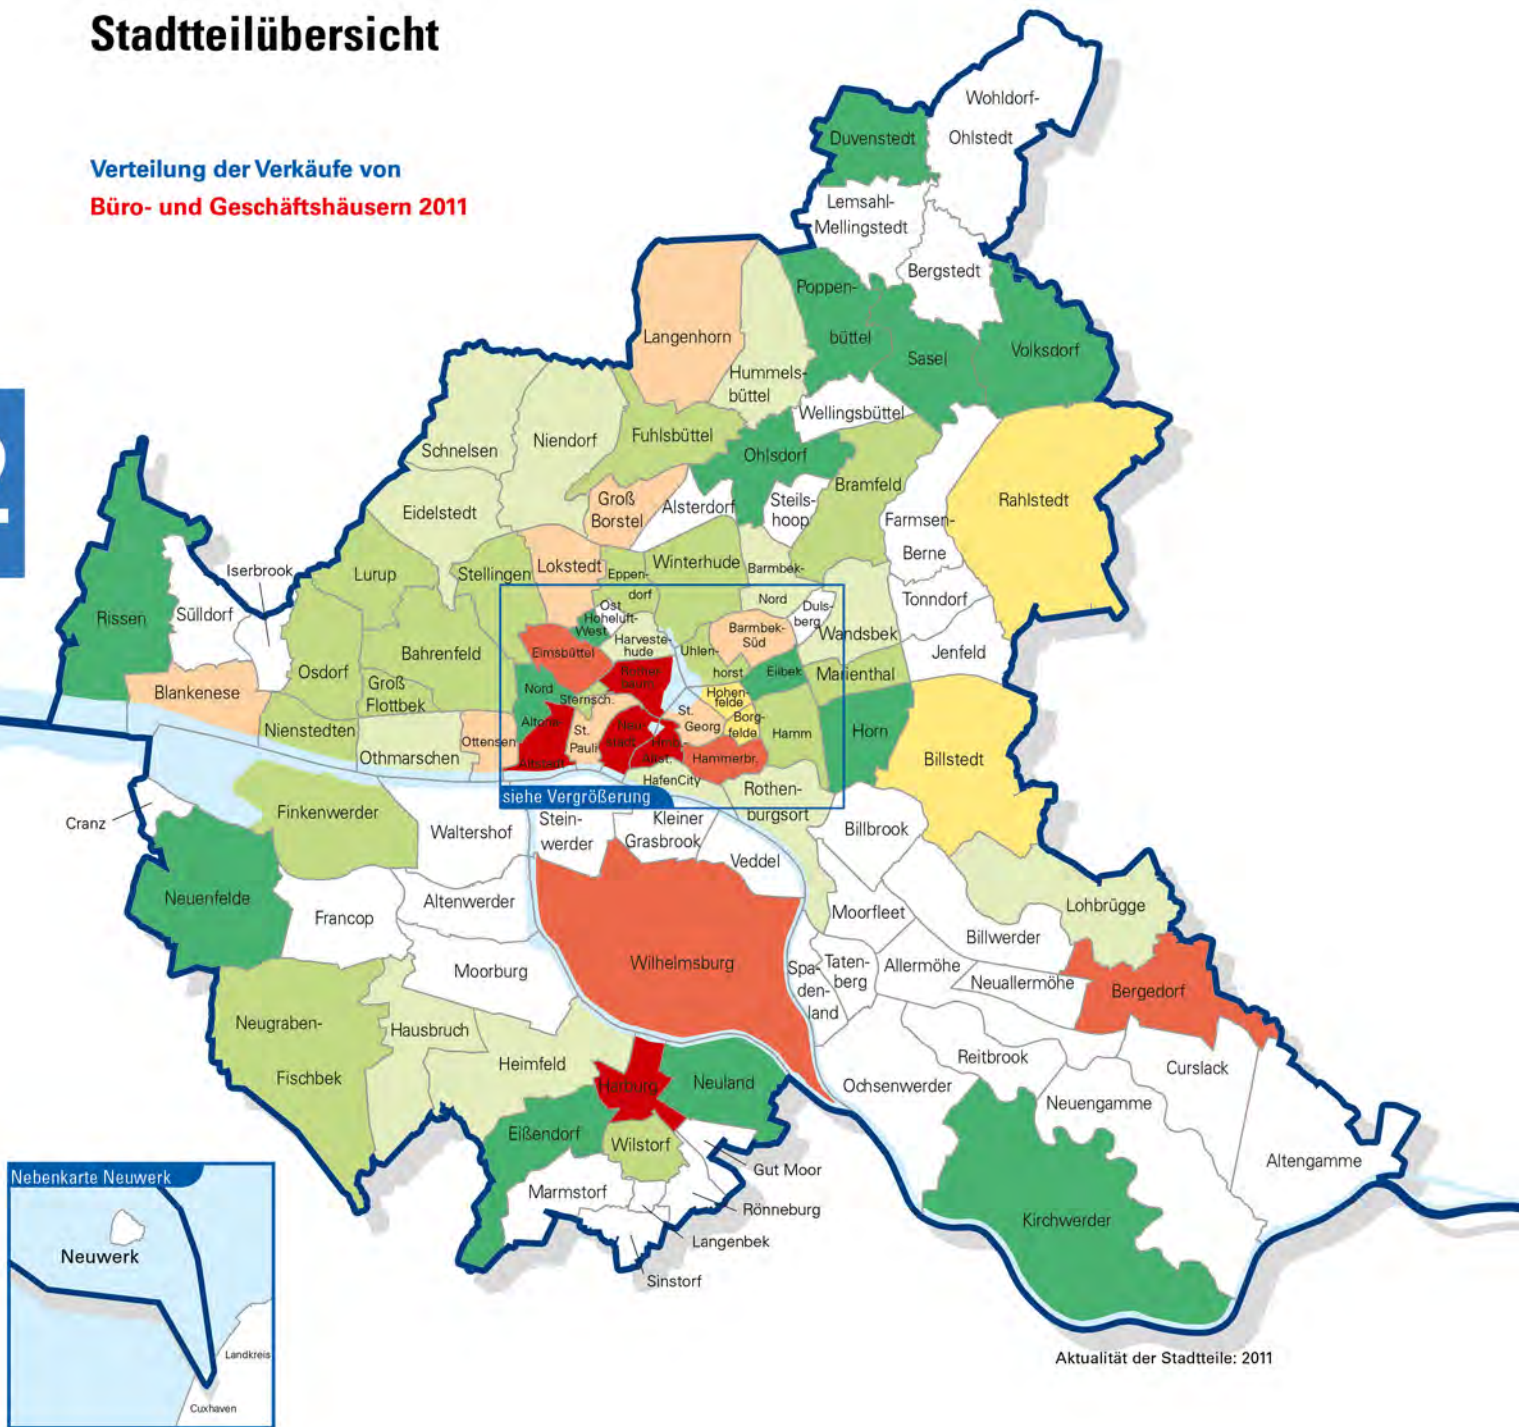 Stadtteilübersicht
Verteilung der Verkäufe von
Büro- und Geschäftshäusern 2011
2
Wohldorf-
Ohlstedt
Duvenstedt
Lemsahl-
Mellingstedt
Bergstedt
Poppen-
büttel
Sasel
Volksdorf
Langenhorn
Hummels-
büttel
Wellingsbüttel
Schnelsen
Niendorf
Fuhlsbüttel
Ohlsdorf
Bramfeld
Rahlstedt
Eidelstedt
Groß
Borstel
Alsterdorf
Steils-
hoop
Farmsen-
Berne
Iserbrook
Lurup
Stellingen
Lokstedt
Eppen-
dorf
Winterhude
Barmbek-
Nord
Duls-
berg
Tonndorf
Rissen
Sülldorf
Ost
Hoheluft-
West
Harveste-
hude
Barmbek-
Süd
Wandsbek
Jenfeld
Osdorf
Bahrenfeld
Eimsbüttel
Rother-
baum
Uhlen-
horst
Eilbek
Marienthal
Blankenese
Groß
Flottbek
Nord
Altona-
Altstadt
Sternsch.
Hohen-
felde
Borg-
felde
Nienstedten
Othmarschen
Ottensen
St.
Pauli
Neu-
stadt
St.
Georg
Hmb.-
Altst.
Hammerbr.
Hamm
Horn
Billstedt
HafenCity
Rothen-
burgsort
siehe Vergrößerung
Cranz
Finkenwerder
Waltershof
Stein-
werder
Kleiner
Grasbrook
Veddel
Billbrook
Neuenfelde
Francop
Altenwerder
Moorfleet
Lohbrügge
Billwerder
Moorburg
Wilhelmsburg
Spa-
den-
land
Taten-
berg
Allermöhe
Neuallermöhe
Bergedorf
Neugraben-
Fischbek
Hausbruch
Heimfeld
Harburg
Neuland
Ochsenwerder
Reitbrook
Curslack
Neuengamme
Eißendorf
Wilstorf
Gut Moor
Altengamme
Marmstorf
Rönneburg
Langenbek
Sinstorf
Kirchwerder
Nebenkarte Neuwerk
Neuwerk
Landkreis
Cuxhaven
Aktualität der Stadtteile: 2011